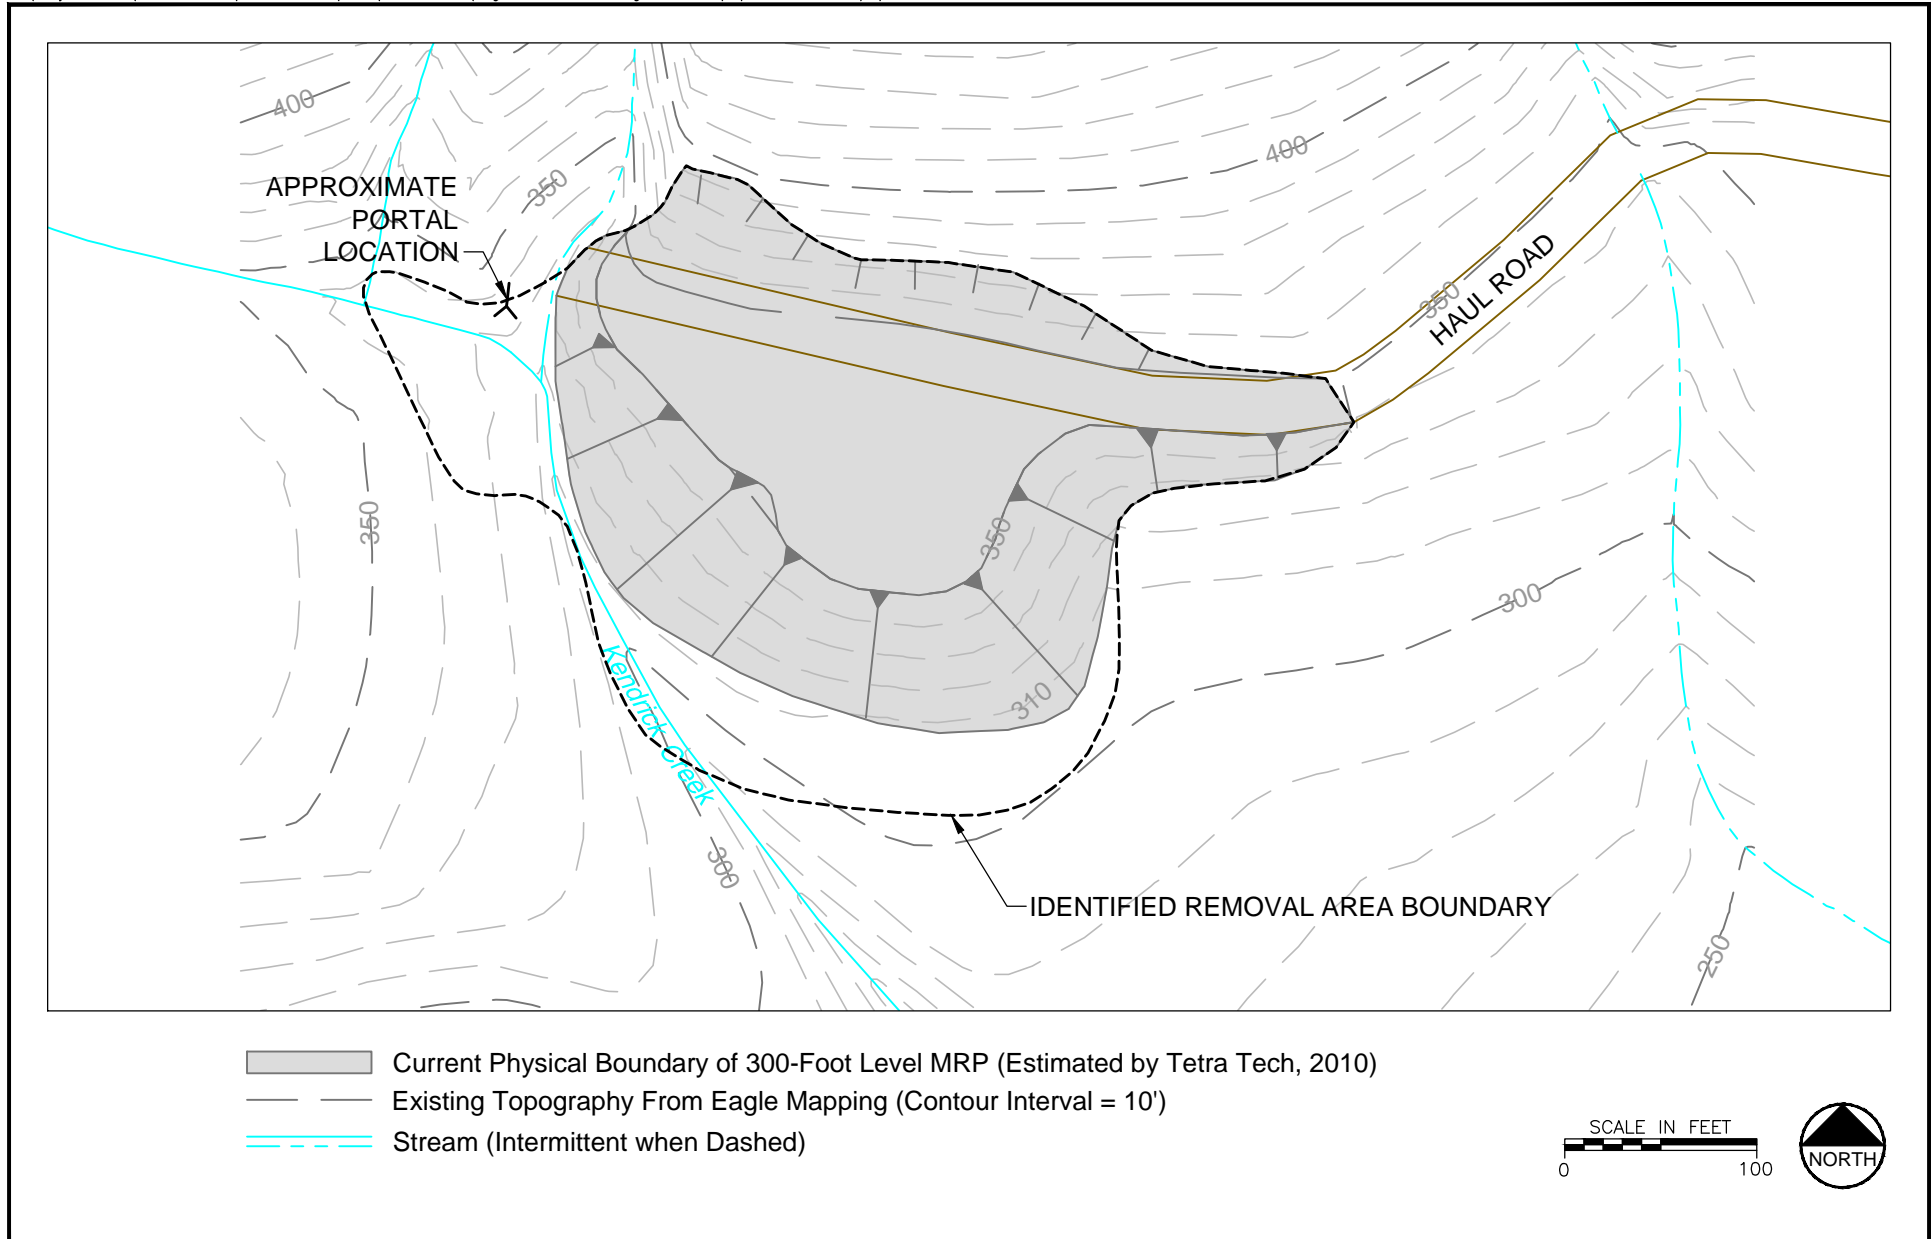 400
APPROXIMATE
PORTAL
LOCATION
350
400
350
HAUL ROAD
350
350
300
310
Kendrick Creek
300
IDENTIFIED REMOVAL AREA BOUNDARY
250
Current Physical Boundary of 300-Foot Level MRP (Estimated by Tetra Tech, 2010)
Existing Topography From Eagle Mapping (Contour Interval = 10')
Stream (Intermittent when Dashed)
SCALE IN FEET
0 100
NORTH